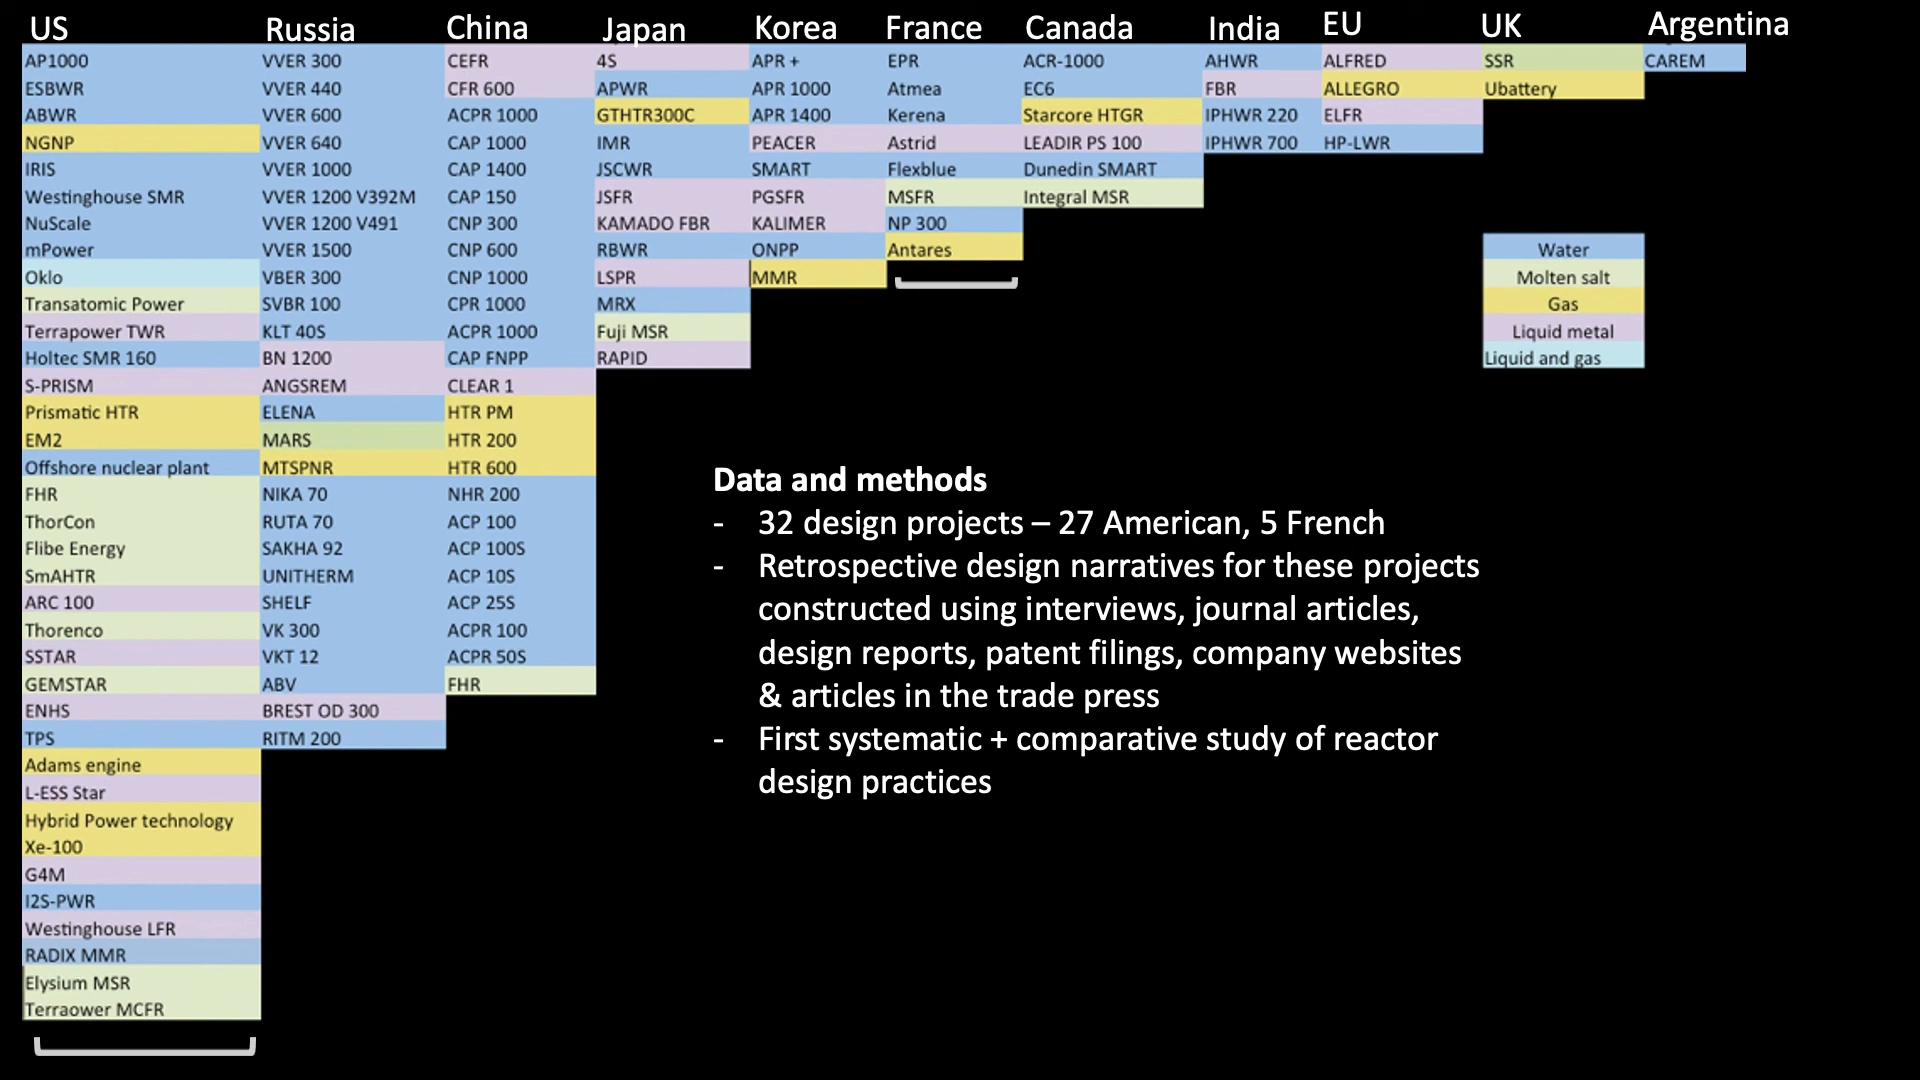 US
AP1000
ESBWR
ABWR
NGNP
IRIS
Westinghouse SMR
NuScale
mPower
Oklo
Transatomic Power
Terrapower TWR
Holtec SMR 160
S-PRISM
Prismatic HTR
EM2
Offshore nuclear plant
FHR
ThorCon
Flibe Energy
SmAHTR
ARC 100
Thorenco
SSTAR
GEMSTAR
ENHS
TPS
Adams engine
L-ESS Star
Hybrid Power technology
Xe-100
G4M
I2S-PWR
Westinghouse LFR
RADIX MMR
Elysium MSR
Terraower MCFR
Russia
VVER 300
VVER 440
VVER 600
VVER 640
VVER 1000
VVER 1200 V392M
VVER 1200 V491
VVER 1500
VBER 300
SVBR 100
KLT 40S
BN 1200
ANGSREM
ELENA
MARS
MTSPNR
NIKA 70
RUTA 70
SAKHA 92
UNITHERM
SHELF
VK 300
VKT 12
ABV
BREST OD 300
RITM 200
China
CEFR
CFR 600
ACPR 1000
CAP 1000
CAP 1400
CAP 150
CNP 300
CNP 600
CNP 1000
CPR 1000
ACPR 1000
CAP FNPP
CLEAR 1
HTR PM
HTR 200
HTR 600
NHR 200
ACP 100
ACP 100S
ACP 10S
ACP 25S
ACPR 100
ACPR 50S
FHR
Japan
4S
APWR
GTHTR300C
IMR
JSCWR
JSFR
KAMADO FBR
RBWR
LSPR
MRX
Fuji MSR
RAPID
Korea
APR +
APR 1000
APR 1400
PEACER
SMART
PGSFR
KALIMER
ONPP
MMR
France
EPR
Atmea
Kerena
Astrid
Flexblue
MSFR
NP 300
Antares
Canada
ACR-1000
EC6
Starcore HTGR
LEADIR PS 100
Dunedin SMART
Integral MSR
India
AHWR
FBR
IPHWR 220
IPHWR 700
EU
ALFRED
ALLEGRO
ELFR
HP-LWR
UK
SSR
Ubattery
Argentina
CAREM
Water
Molten salt
Gas
Liquid metal
Liquid and gas
Data and methods
- 32 design projects – 27 American, 5 French
- Retrospective design narratives for these projects
constructed using interviews, journal articles,
design reports, patent filings, company websites
& articles in the trade press
- First systematic + comparative study of reactor
design practices